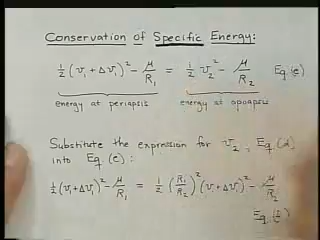 Conservation of Specific Energy:
½(v₁ + Δv₁)² − μ/R₁ = ½ v₂² − μ/R₂ Eq.(e)
energy at periapsis energy at apoapsis
Substitute the expression for v₂, Eq.(d)
into Eq.(e):
½(v₁ + Δv₁)² − μ/R₁ = ½ (R₁/R₂)² (v₁ + Δv₁)² − μ/R₂
Eq.(f)